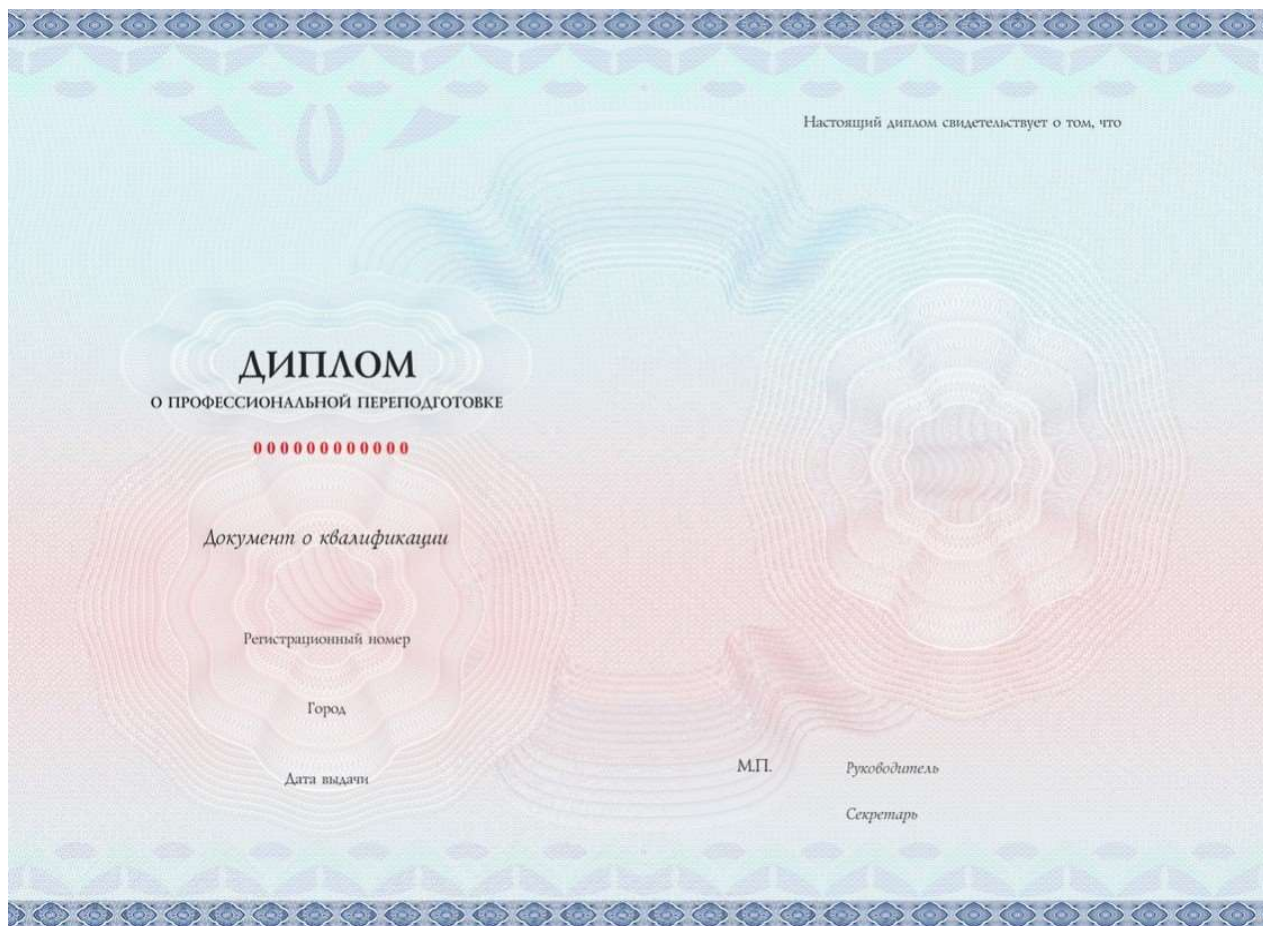 Настоящий диплом свидетельствует о том, что
ДИПЛОМ
О ПРОФЕССИОНАЛЬНОЙ ПЕРЕПОДГОТОВКЕ
000000000000
Документ о квалификации
Регистрационный номер
Город
Дата выдачи
М.П.
Руководитель
Секретарь